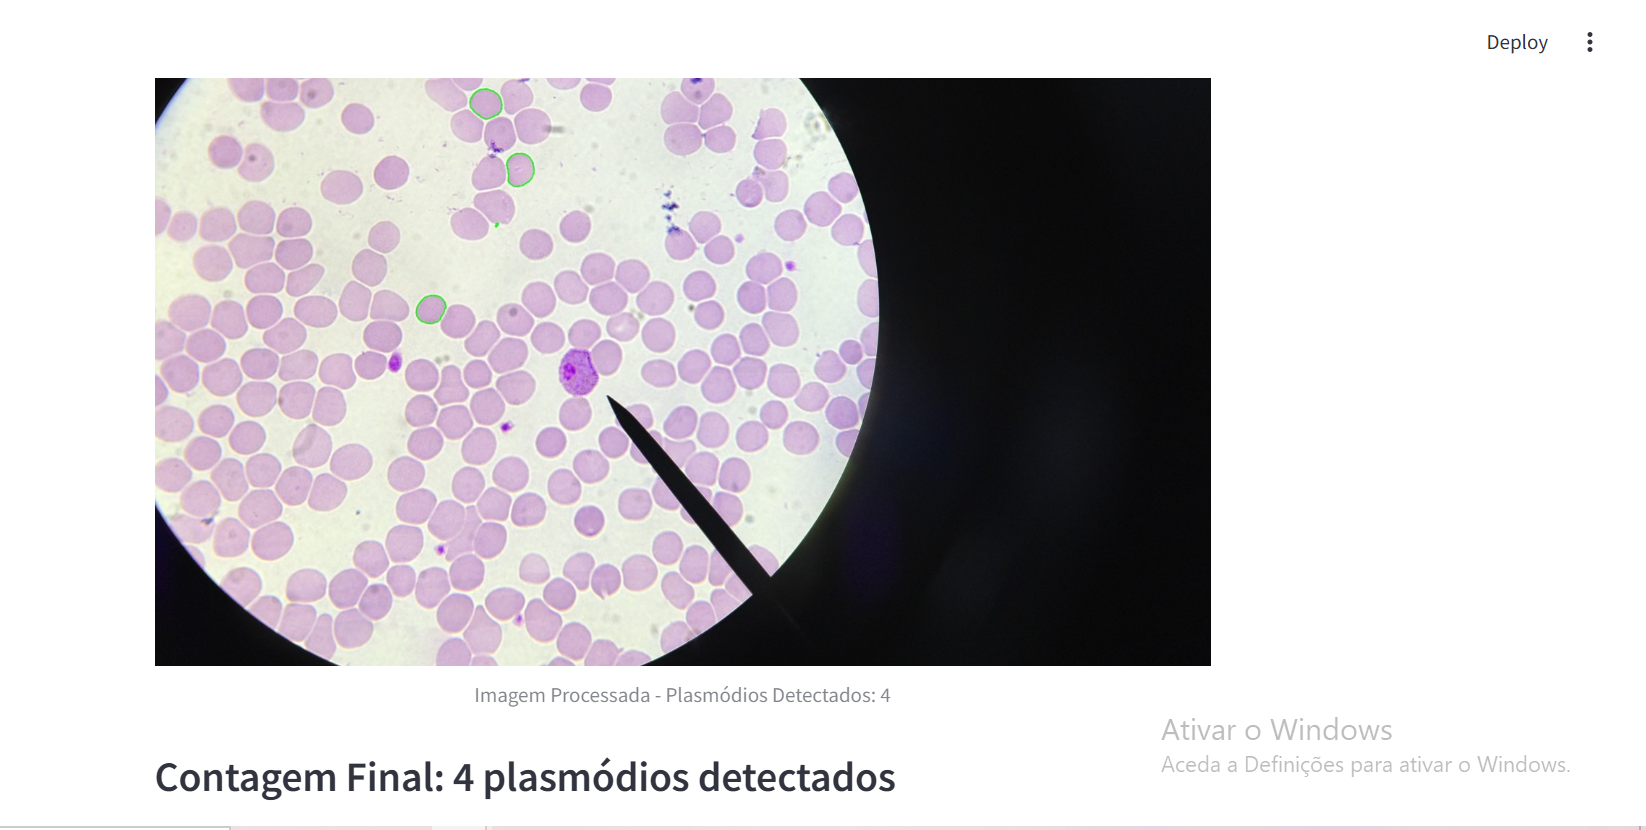 Deploy
Imagem Processada - Plasmódios Detectados: 4
Ativar o Windows
Aceda a Definições para ativar o Windows.
Contagem Final: 4 plasmódios detectados